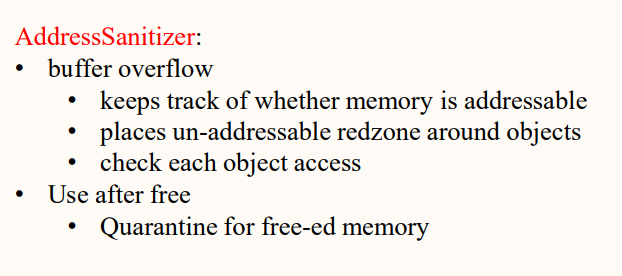 AddressSanitizer:
• buffer overflow
• keeps track of whether memory is addressable
• places un-addressable redzone around objects
• check each object access
• Use after free
• Quarantine for free-ed memory